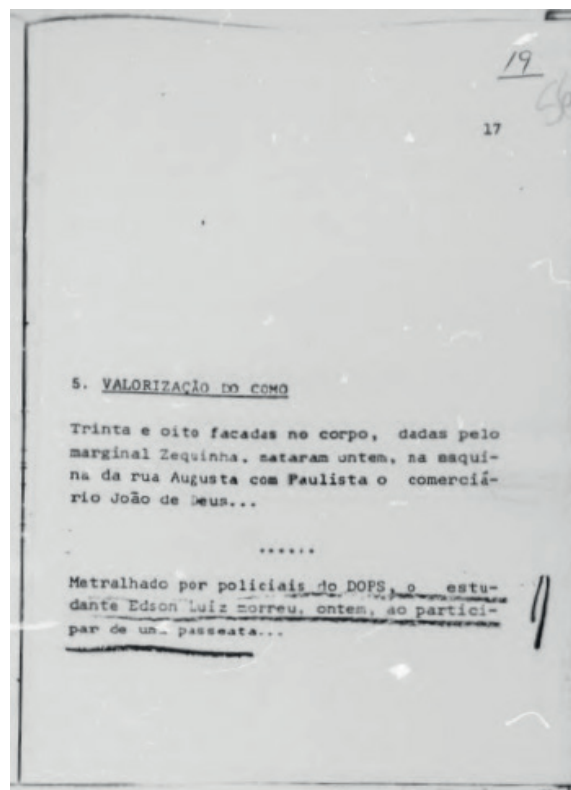 19
17
5. VALORIZAÇÃO DO COMO
Trinta e oito facadas no corpo, dadas pelo
marginal Zequinha, mataram ontem, na esqui-
na da rua Augusta com Paulista o comerciá-
rio João de Deus...
......
Metralhado por policiais do DOPS, o estu-
dante Edson Luiz morreu, ontem, ao partici-
par de uma passeata...